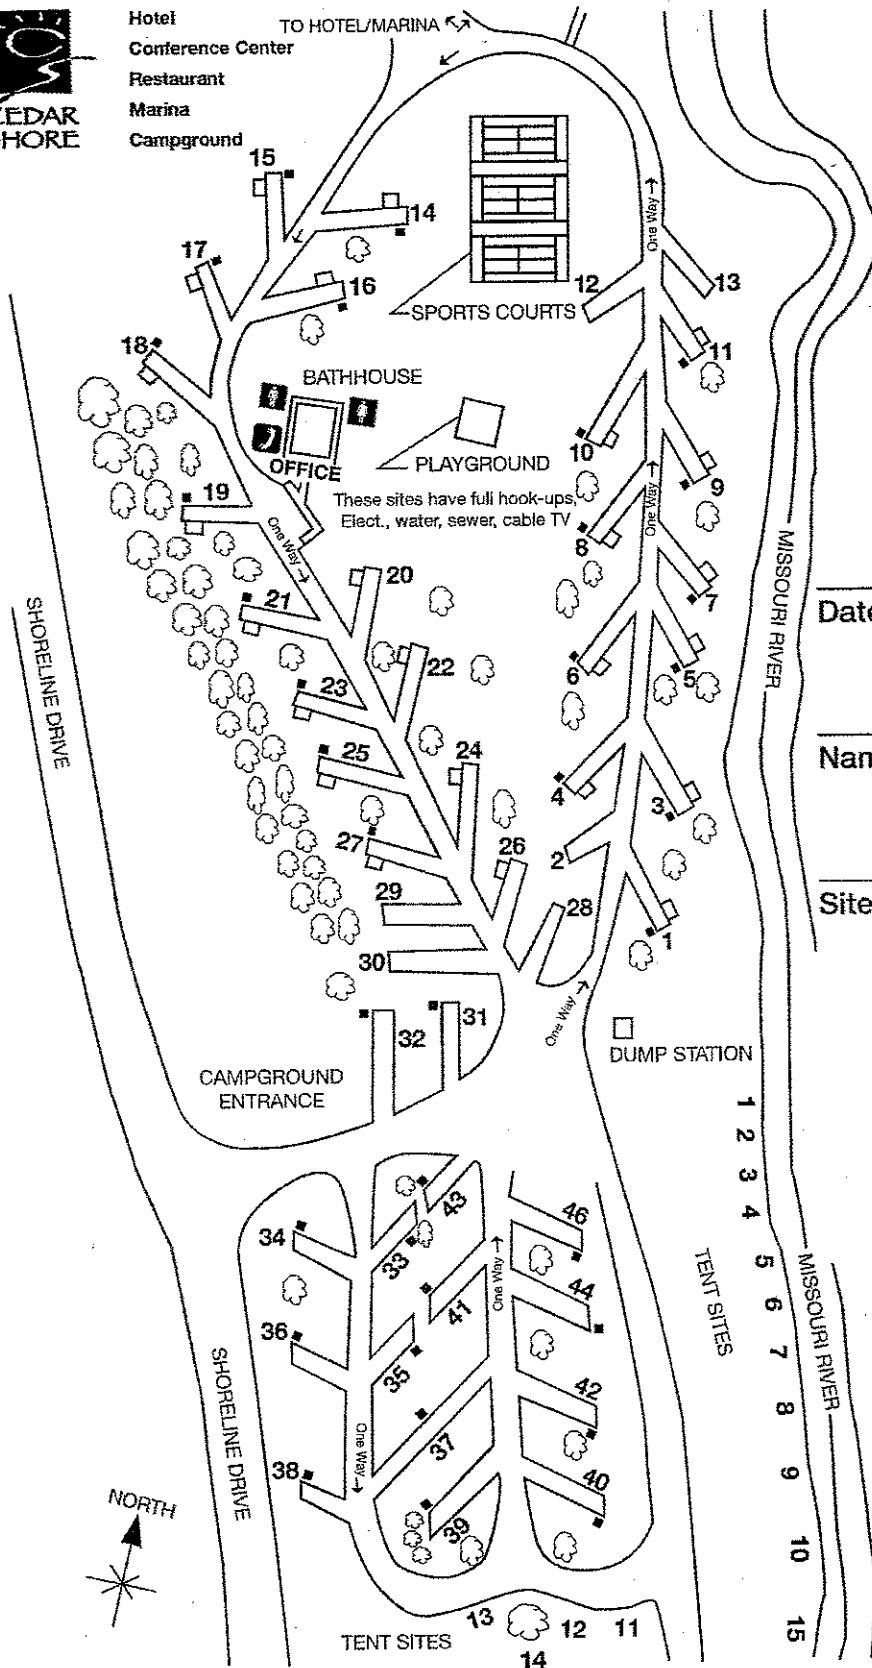 CEDAR
SHORE
Hotel
Conference Center
Restaurant
Marina
Campground
TO HOTEL/MARINA
15
14
17
16
12
13
SPORTS COURTS
One Way
11
18
BATHHOUSE
10
OFFICE
PLAYGROUND
9
19
These sites have full hook-ups,
Elect., water, sewer, cable TV
One Way
8
One Way
20
7
21
MISSOURI RIVER
SHORELINE DRIVE
22
6
5
23
25
24
4
3
27
26
2
29
28
1
30
31
32
One Way
DUMP STATION
CAMPGROUND
ENTRANCE
1
2
3
4
5
6
7
8
9
10
15
TENT SITES
MISSOURI RIVER
43
46
34
33
One Way
44
41
36
35
42
SHORELINE DRIVE
37
One Way
38
40
39
NORTH
13
12
11
14
TENT SITES
Date
Nam
Site